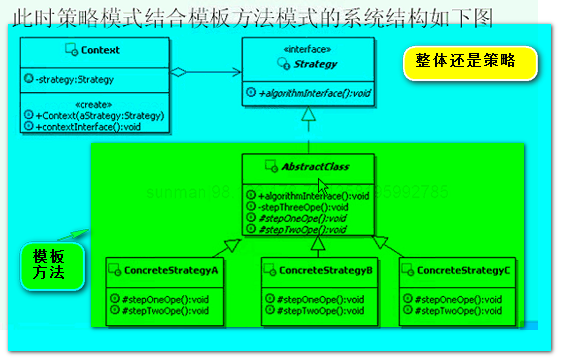 此时策略模式结合模板方法模式的系统结构如下图
Context
-strategy:Strategy
«create»
+Context(aStrategy:Strategy)
+contextInterface():void
«interface»
Strategy
+algorithmInterface():void
整体还是策略
AbstractClass
+algorithmInterface():void
-stepThreeOpe():void
#stepOneOpe():void
#stepTwoOpe():void
模板
方法
ConcreteStrategyA
#stepOneOpe():void
#stepTwoOpe():void
ConcreteStrategyB
#stepOneOpe():void
#stepTwoOpe():void
ConcreteStrategyC
#stepOneOpe():void
#stepTwoOpe():void